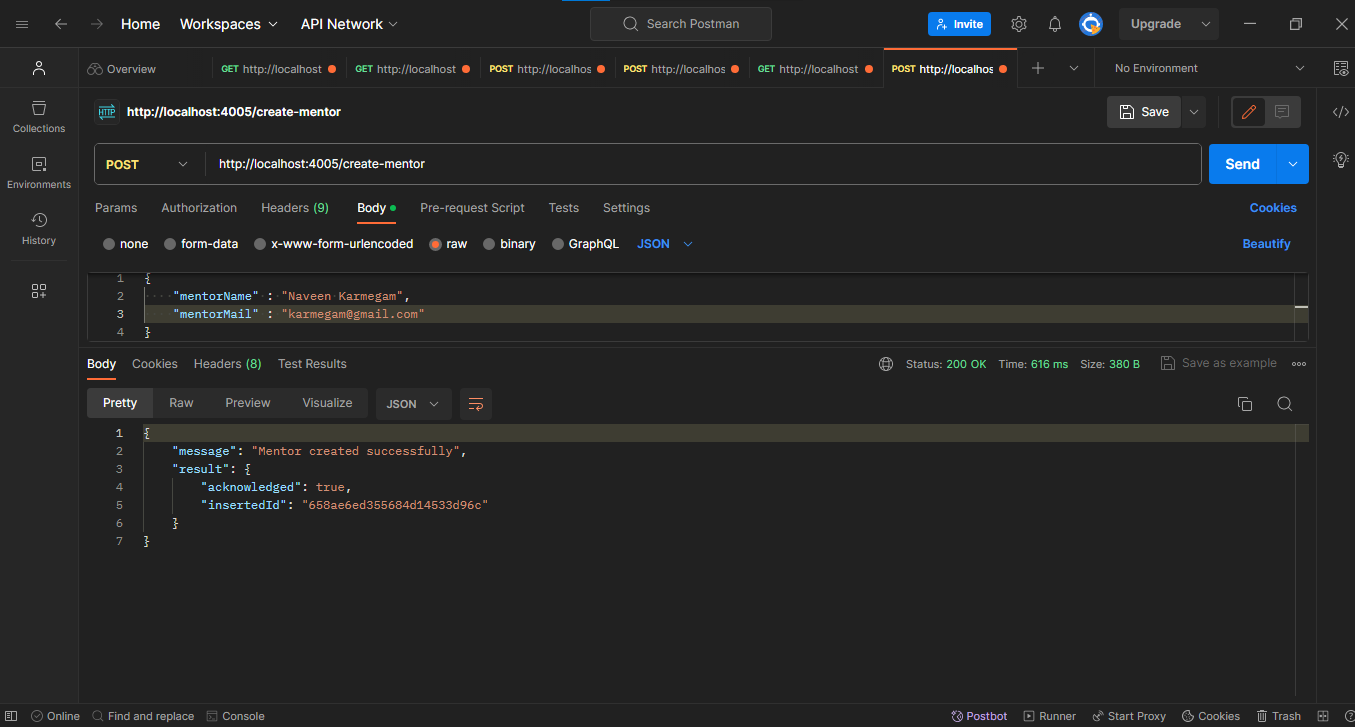 Home Workspaces API Network Search Postman Invite Upgrade
Overview GET http://localhost GET http://localhost POST http://localhos POST http://localhos GET http://localhost POST http://localhos No Environment
HTTP http://localhost:4005/create-mentor Save
Collections
Environments
History
POST http://localhost:4005/create-mentor Send
Params Authorization Headers (9) Body Pre-request Script Tests Settings Cookies
none form-data x-www-form-urlencoded raw binary GraphQL JSON Beautify
1 {
2 "mentorName" : "Naveen Karmegam",
3 "mentorMail" : "karmegam@gmail.com"
4 }
Body Cookies Headers (8) Test Results Status: 200 OK Time: 616 ms Size: 380 B Save as example
Pretty Raw Preview Visualize JSON
1 {
2 "message": "Mentor created successfully",
3 "result": {
4 "acknowledged": true,
5 "insertedId": "658ae6ed355684d14533d96c"
6 }
7 }
Online Find and replace Console Postbot Runner Start Proxy Cookies Trash